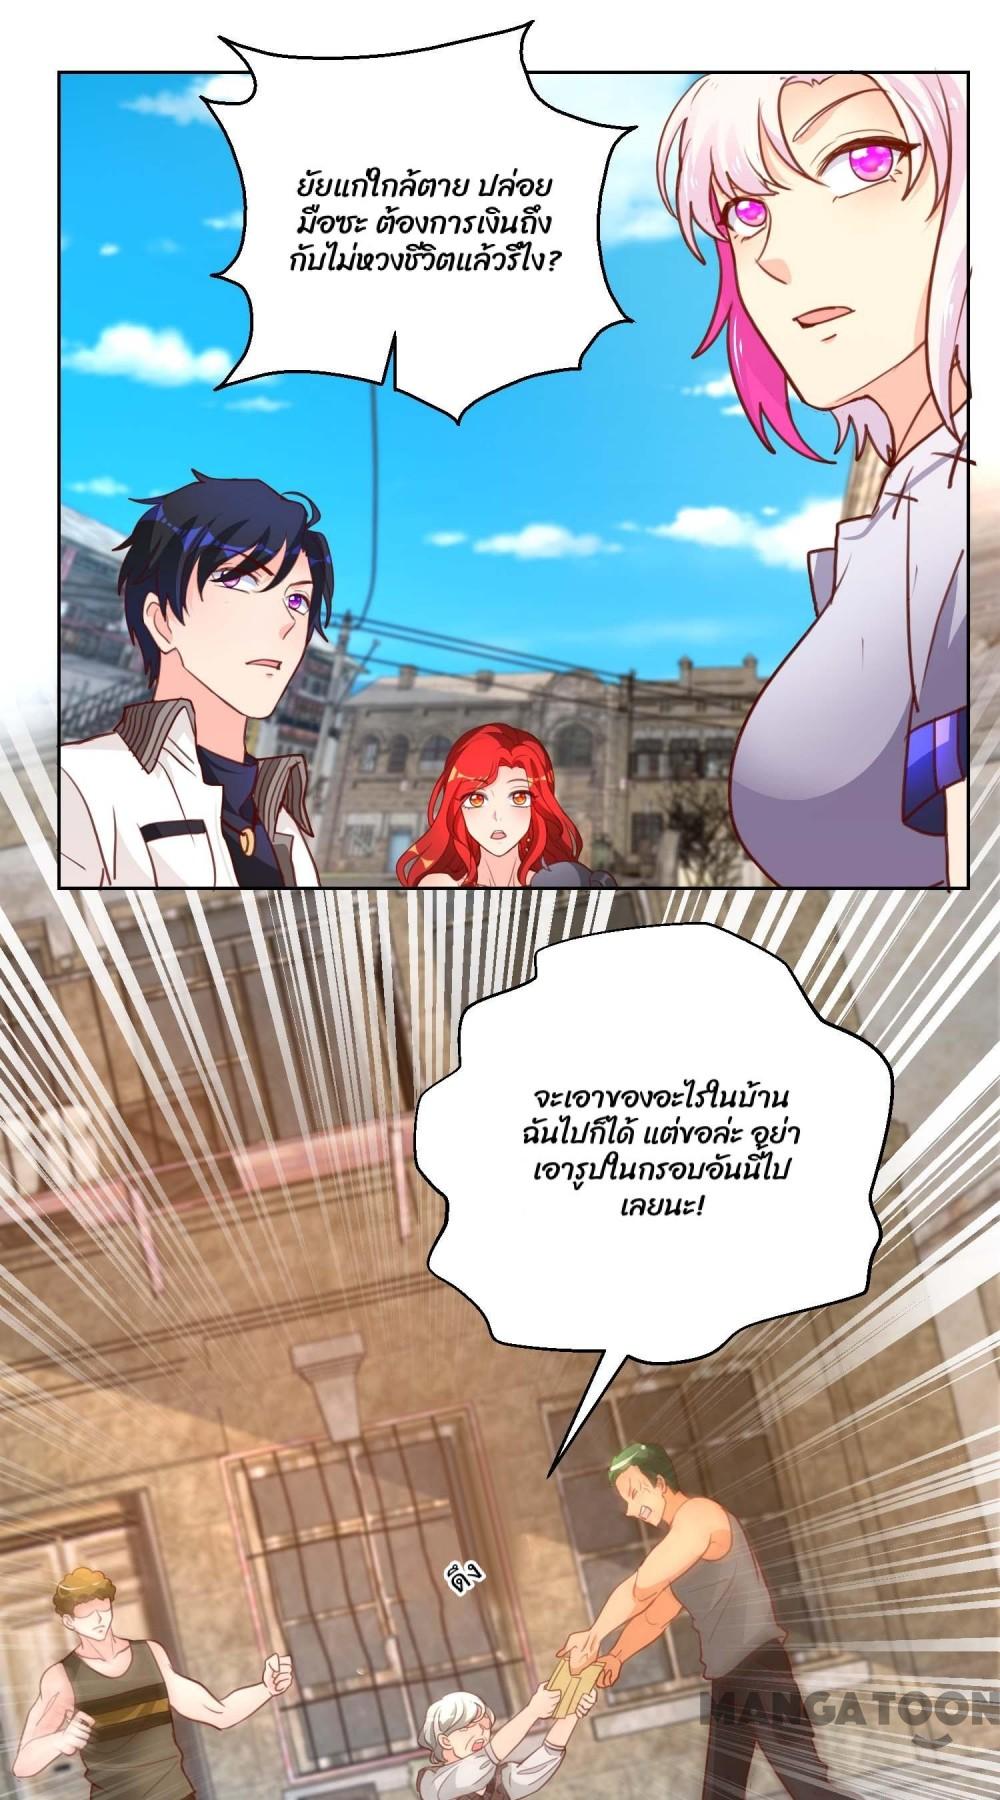 ยัยแก่ใกล้ตาย ปล่อย
มือซะ ต้องการเงินถึง
กับไม่หวงชีวิตแล้วรึไง?
จะเอาของอะไรในบ้าน
ฉันไปก็ได้ แต่ขอล่ะ อย่า
เอารูปในกรอบอันนี้ไป
เลยนะ!
ดึง
MANGATOON